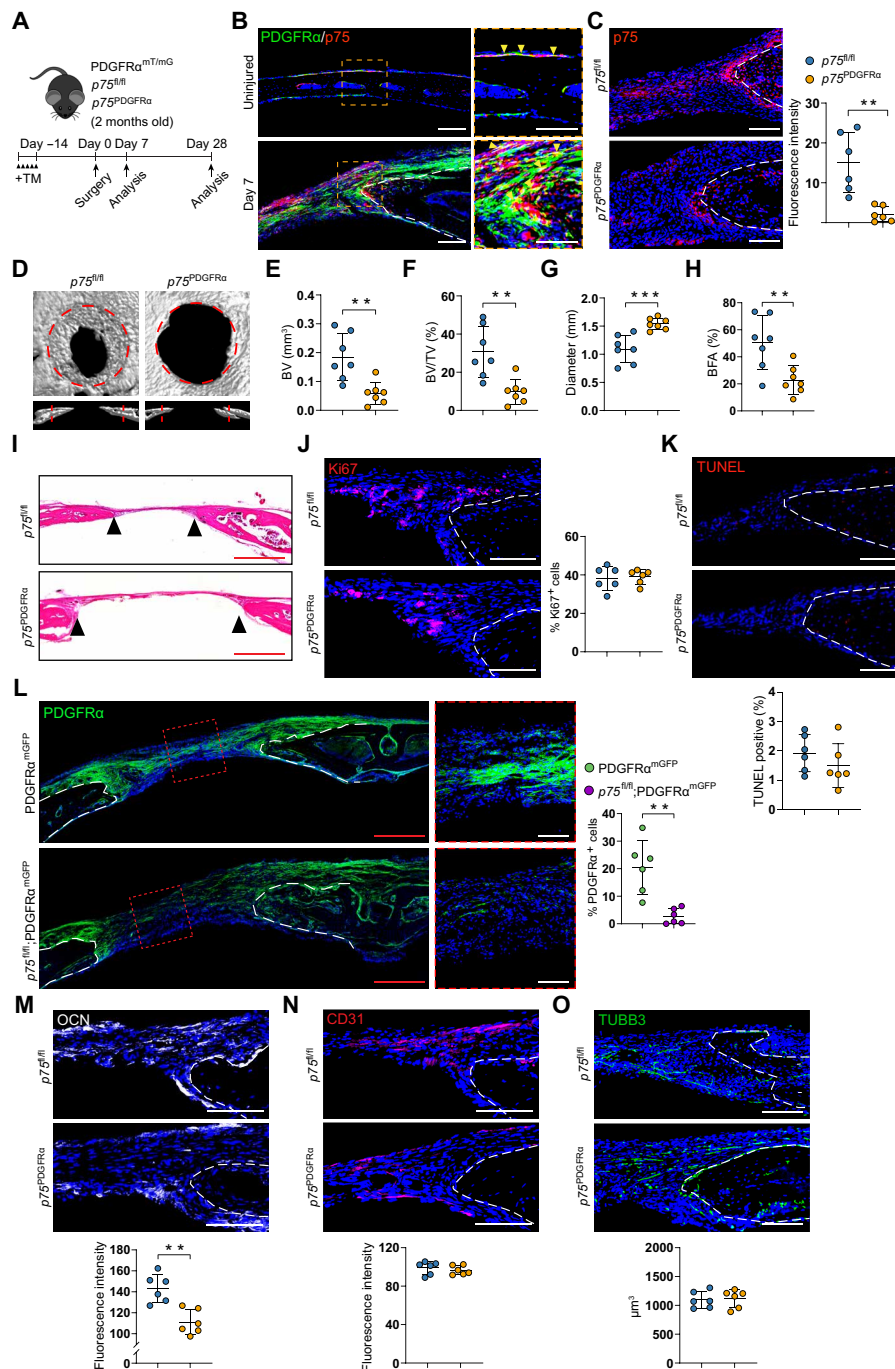 A
PDGFRα^mT/mG
p75^fl/fl
p75^PDGFRα
(2 months old)
Day −14
Day 0
Day 7
Day 28
+TM
Surgery
Analysis
Analysis
B
PDGFRα/p75
Uninjured
Day 7
C
p75
p75^fl/fl
p75^PDGFRα
p75^fl/fl
p75^PDGFRα
Fluorescence intensity
**
30
20
10
0
D
p75^fl/fl
p75^PDGFRα
E
BV (mm³)
**
0.4
0.3
0.2
0.1
0.0
F
BV/TV (%)
**
60
40
20
0
G
Diameter (mm)
***
2.0
1.5
1.0
0.5
0.0
H
BFA (%)
**
80
60
40
20
0
I
p75^fl/fl
p75^PDGFRα
J
Ki67
p75^fl/fl
p75^PDGFRα
% Ki67⁺ cells
60
40
20
0
K
TUNEL
p75^fl/fl
p75^PDGFRα
TUNEL positive (%)
4
3
2
1
0
L
PDGFRα
PDGFRα^mGFP
p75^fl/fl;PDGFRα^mGFP
PDGFRα^mGFP
p75^fl/fl;PDGFRα^mGFP
% PDGFRα⁺ cells
**
40
30
20
10
0
M
OCN
p75^fl/fl
p75^PDGFRα
Fluorescence intensity
**
180
160
140
120
100
0
N
CD31
p75^fl/fl
p75^PDGFRα
Fluorescence intensity
120
80
40
0
O
TUBB3
p75^fl/fl
p75^PDGFRα
µm³
2000
1500
1000
500
0